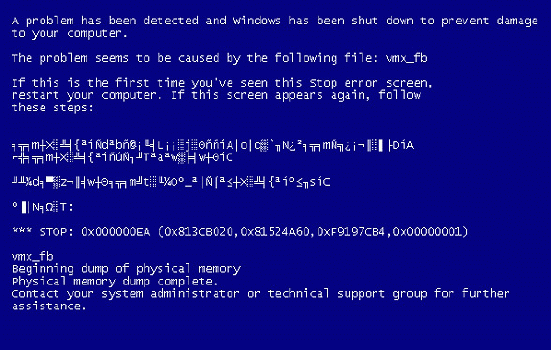 A problem has been detected and Windows has been shut down to prevent damage
to your computer.
The problem seems to be caused by the following file: vmx_fb
If this is the first time you've seen this Stop error screen,
restart your computer. If this screen appears again, follow
these steps:
*** STOP: 0x000000EA (0x813CB020,0x81524A60,0xF9197CB4,0x00000001)
vmx_fb
Beginning dump of physical memory
Physical memory dump complete.
Contact your system administrator or technical support group for further
assistance.